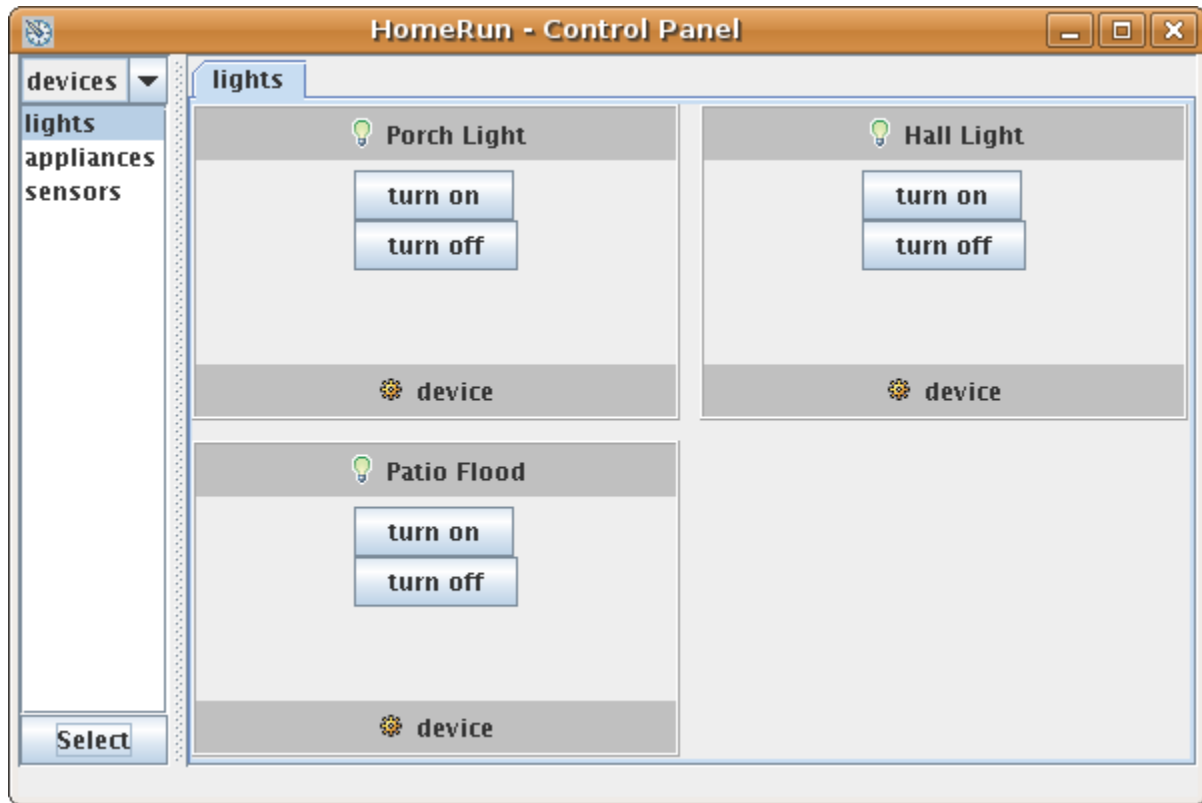 HomeRun - Control Panel
devices
lights
appliances
sensors
Select
lights
Porch Light
turn on
turn off
device
Hall Light
turn on
turn off
device
Patio Flood
turn on
turn off
device